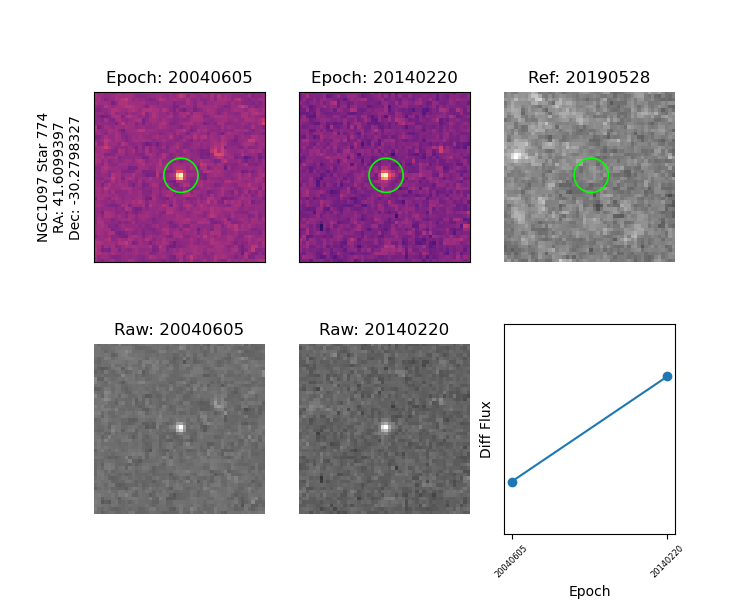 NGC1097 Star 774
RA: 41.6099397
Dec: -30.2798327
Epoch: 20040605
Epoch: 20140220
Ref: 20190528
Raw: 20040605
Raw: 20140220
Diff Flux
20040605
20140220
Epoch